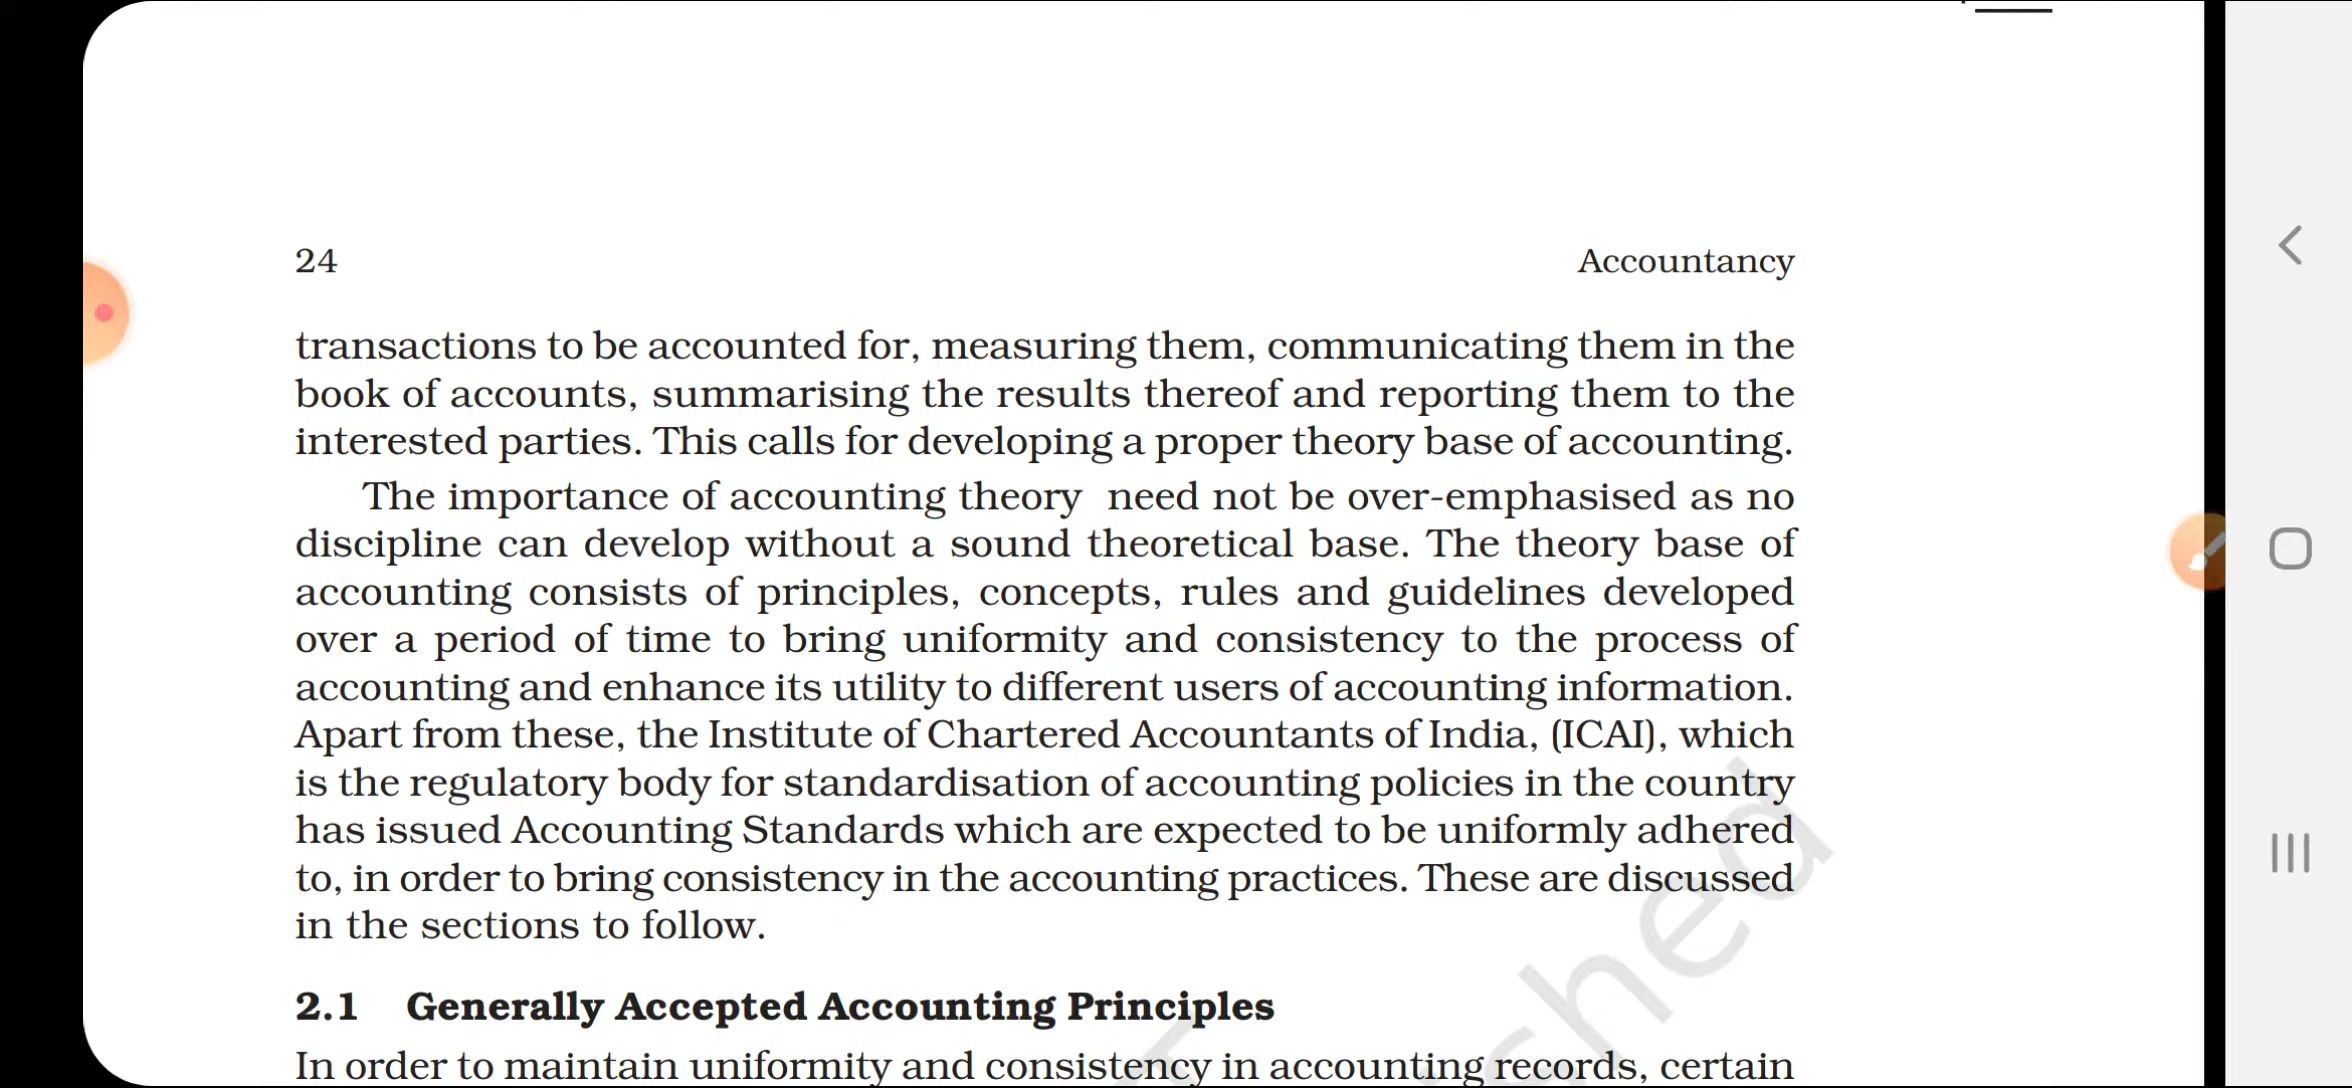 24
Accountancy
transactions to be accounted for, measuring them, communicating them in the
book of accounts, summarising the results thereof and reporting them to the
interested parties. This calls for developing a proper theory base of accounting.
The importance of accounting theory need not be over-emphasised as no
discipline can develop without a sound theoretical base. The theory base of
accounting consists of principles, concepts, rules and guidelines developed
over a period of time to bring uniformity and consistency to the process of
accounting and enhance its utility to different users of accounting information.
Apart from these, the Institute of Chartered Accountants of India, (ICAI), which
is the regulatory body for standardisation of accounting policies in the country
has issued Accounting Standards which are expected to be uniformly adhered
to, in order to bring consistency in the accounting practices. These are discussed
in the sections to follow.
2.1 Generally Accepted Accounting Principles
In order to maintain uniformity and consistency in accounting records, certain